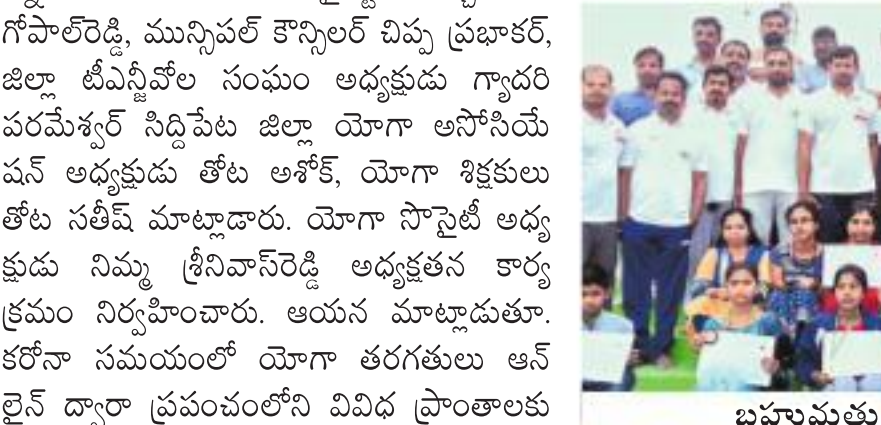 గోపాల్‌రెడ్డి, మున్సిపల్ కౌన్సిలర్ చిప్ప ప్రభాకర్,
జిల్లా టీఎన్జీవోల సంఘం అధ్యక్షుడు గ్యాదరి
పరమేశ్వర్ సిద్దిపేట జిల్లా యోగా అసోసియే
షన్ అధ్యక్షుడు తోట అశోక్, యోగా శిక్షకులు
తోట సతీష్ మాట్లాడారు. యోగా సొసైటీ అధ్య
క్షుడు నిమ్మ శ్రీనివాస్‌రెడ్డి అధ్యక్షతన కార్య
క్రమం నిర్వహించారు. ఆయన మాట్లాడుతూ.
కరోనా సమయంలో యోగా తరగతులు ఆన్
లైన్ ద్వారా ప్రపంచంలోని వివిధ ప్రాంతాలకు
బహుమతు